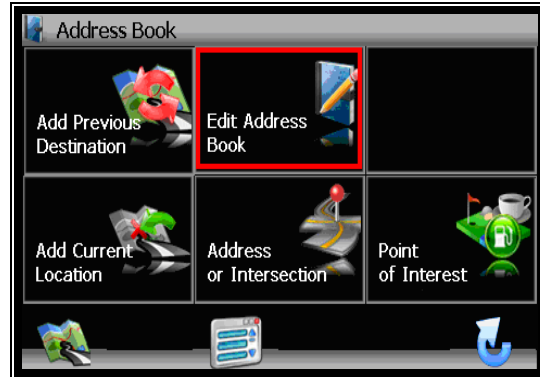 Address Book
Add Previous
Destination
Edit Address
Book
Add Current
Location
Address
or Intersection
Point
of Interest